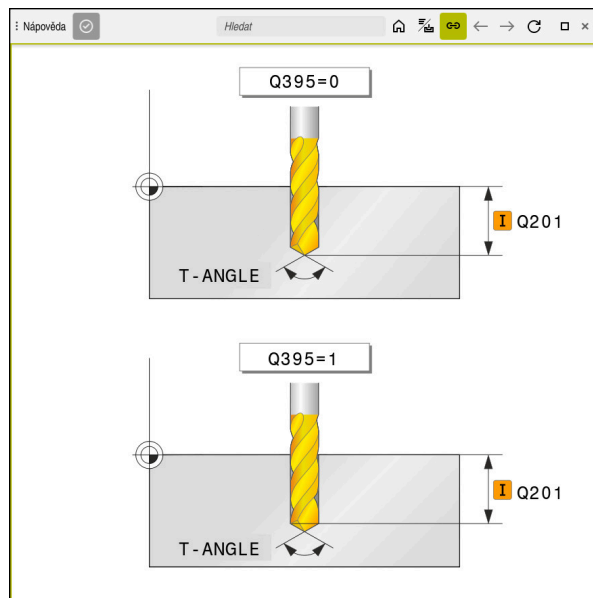 Nápověda
Hledat
Q395=0
I Q201
T-ANGLE
Q395=1
I Q201
T-ANGLE